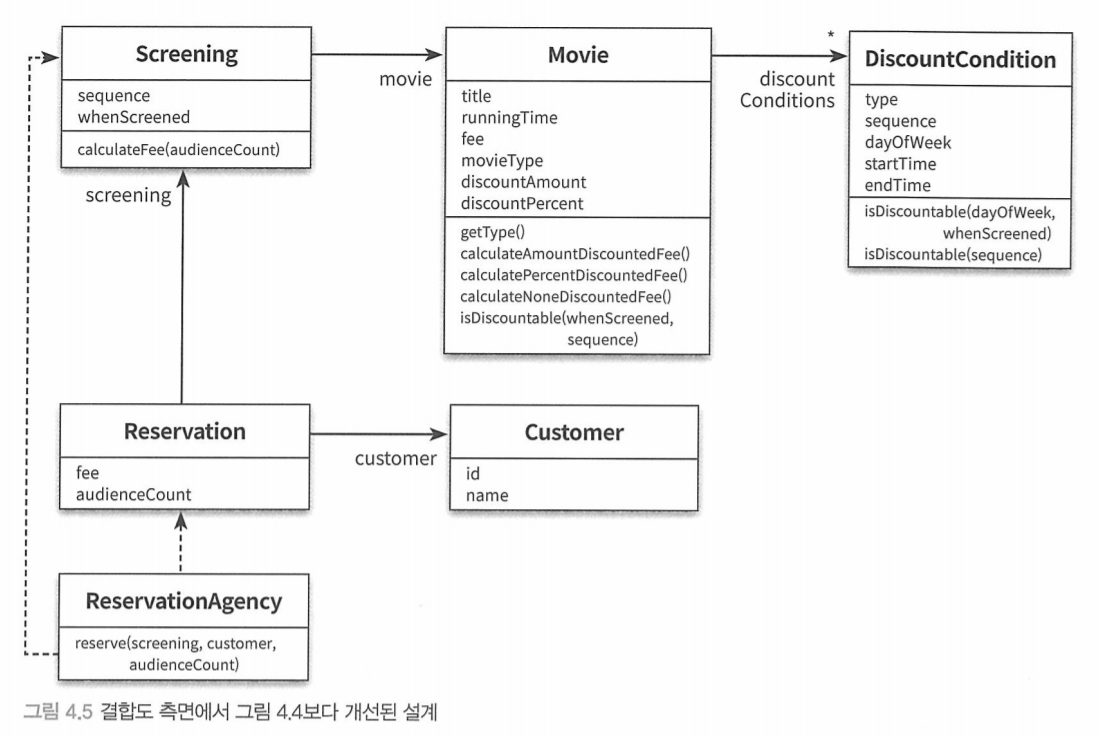 Screening
sequence
whenScreened
calculateFee(audienceCount)
movie
Movie
title
runningTime
fee
movieType
discountAmount
discountPercent
getType()
calculateAmountDiscountedFee()
calculatePercentDiscountedFee()
calculateNoneDiscountedFee()
isDiscountable(whenScreened,
sequence)
*
discount
Conditions
DiscountCondition
type
sequence
dayOfWeek
startTime
endTime
isDiscountable(dayOfWeek,
whenScreened)
isDiscountable(sequence)
screening
Reservation
fee
audienceCount
customer
Customer
id
name
ReservationAgency
reserve(screening, customer,
audienceCount)
그림 4.5 결합도 측면에서 그림 4.4보다 개선된 설계